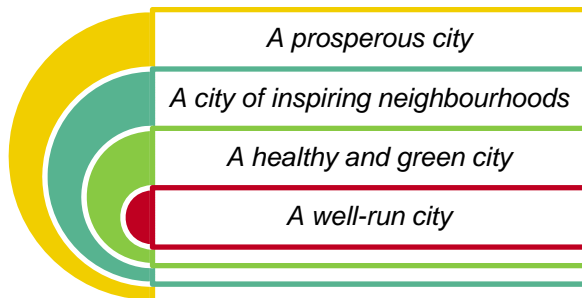 A prosperous city
A city of inspiring neighbourhoods
A healthy and green city
A well-run city